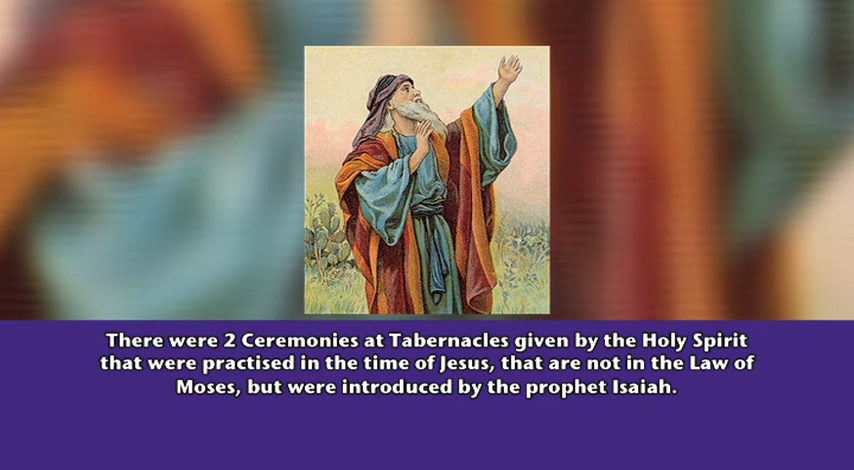 There were 2 Ceremonies at Tabernacles given by the Holy Spirit
that were practised in the time of Jesus, that are not in the Law of
Moses, but were introduced by the prophet Isaiah.